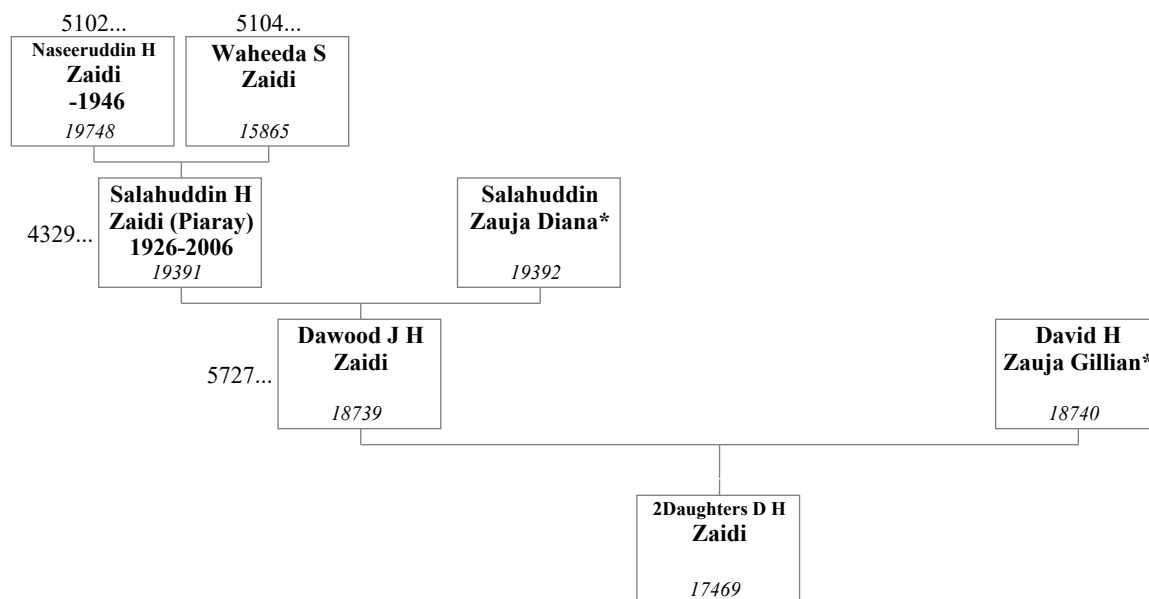 5102...
5104...
Naseeruddin H
Zaidi
-1946
19748
Waheeda S
Zaidi
15865
4329...
Salahuddin H
Zaidi (Piaray)
1926-2006
19391
Salahuddin
Zauja Diana*
19392
5727...
Dawood J H
Zaidi
18739
David H
Zauja Gillian*
18740
2Daughters D H
Zaidi
17469